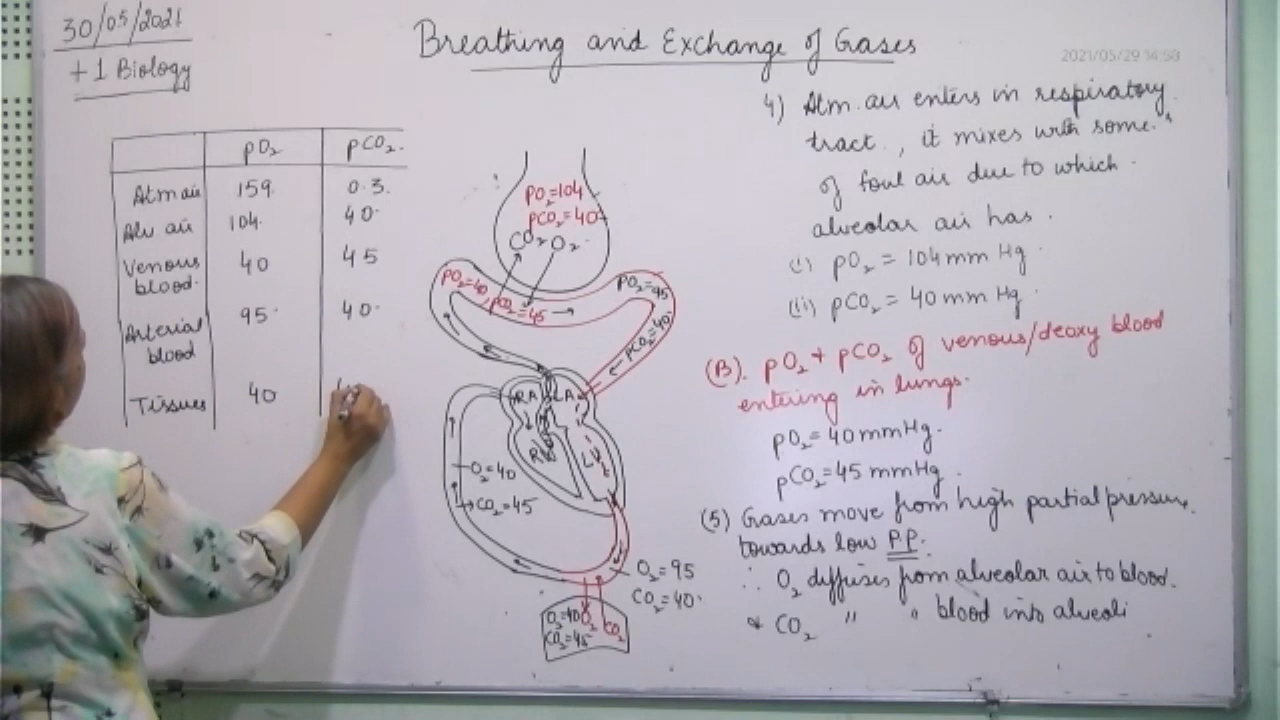 30/05/2021
+1 Biology
Breathing and Exchange of Gases
2021/05/29 14:58
pO₂ pCO₂
Atm air 159 0.3
Alv air 104 40
Venous blood 40 45
Arterial blood 95 40
Tissues 40
PO₂=104
pCO₂=40
CO₂ O₂
PO₂=40, pCO₂=45
PO₂=95
pCO₂=40
RA LA
O₂=40
CO₂=45
O₂=95
CO₂=40
O₂=40 O₂ CO₂
CO₂=45
4) Atm. air enters in respiratory
tract, it mixes with some
of foul air due to which
alveolar air has
(i) pO₂ = 104 mm Hg
(ii) pCO₂ = 40 mm Hg
(B). pO₂ + pCO₂ of venous/deoxy blood
entering in lungs.
pO₂ = 40 mmHg.
pCO₂ = 45 mmHg.
(5) Gases move from high partial pressure
towards low P.P.
∴ O₂ diffuses from alveolar air to blood.
& CO₂ " " blood into alveoli